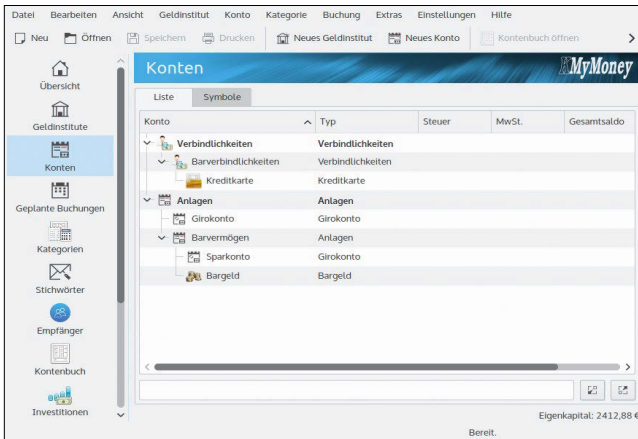 Datei Bearbeiten Ansicht Geldinstitut Konto Kategorie Buchung Extras Einstellungen Hilfe
Neu Öffnen Speichern Drucken Neues Geldinstitut Neues Konto Kontenbuch öffnen
Übersicht
Geldinstitute
Konten
Geplante Buchungen
Kategorien
Stichwörter
Empfänger
Kontenbuch
Investitionen
Konten
KMyMoney
Liste Symbole
Konto Typ Steuer MwSt. Gesamtsaldo
Verbindlichkeiten Verbindlichkeiten
Barverbindlichkeiten Verbindlichkeiten
Kreditkarte Kreditkarte
Anlagen Anlagen
Girokonto Girokonto
Barvermögen Anlagen
Sparkonto Girokonto
Bargeld Bargeld
Eigenkapital: 2412,88 €
Bereit.